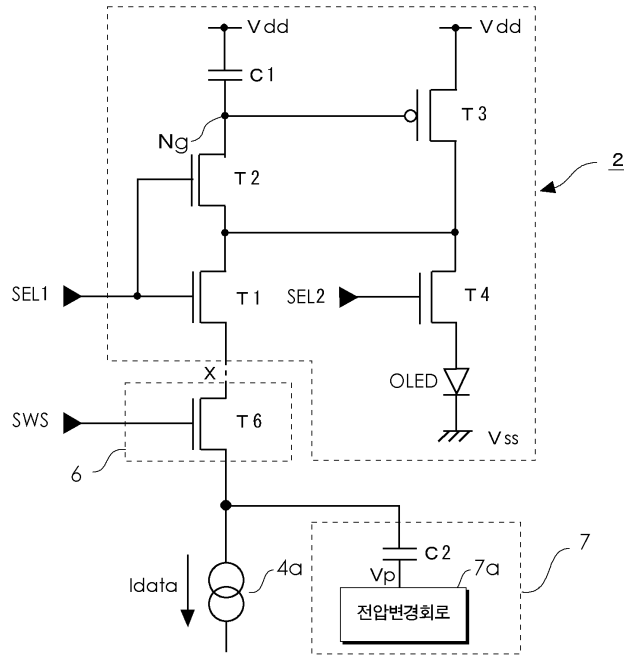 Vdd
Vdd
C1
T3
Ng
T2
2
SEL1
T1
SEL2
T4
X
OLED
SWS
T6
Vss
6
7
C2
Idata
4a
Vp
7a
전압변경회로